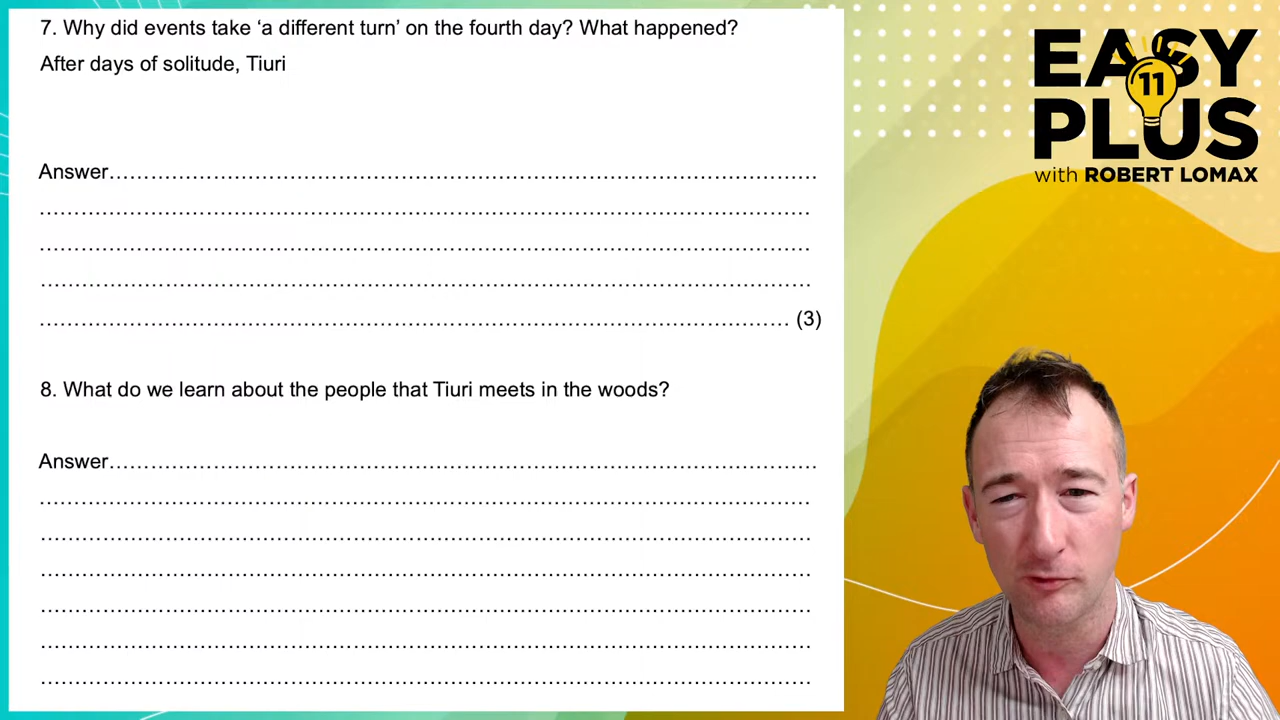 7. Why did events take ‘a different turn’ on the fourth day? What happened?
After days of solitude, Tiuri
Answer……………………………………………………………………………………
……………………………………………………………………………………………
……………………………………………………………………………………………
……………………………………………………………………………………………
………………………………………………………………………………………… (3)
8. What do we learn about the people that Tiuri meets in the woods?
Answer……………………………………………………………………………………
……………………………………………………………………………………………
……………………………………………………………………………………………
……………………………………………………………………………………………
……………………………………………………………………………………………
……………………………………………………………………………………………
……………………………………………………………………………………………
EASY
11
PLUS
with ROBERT LOMAX